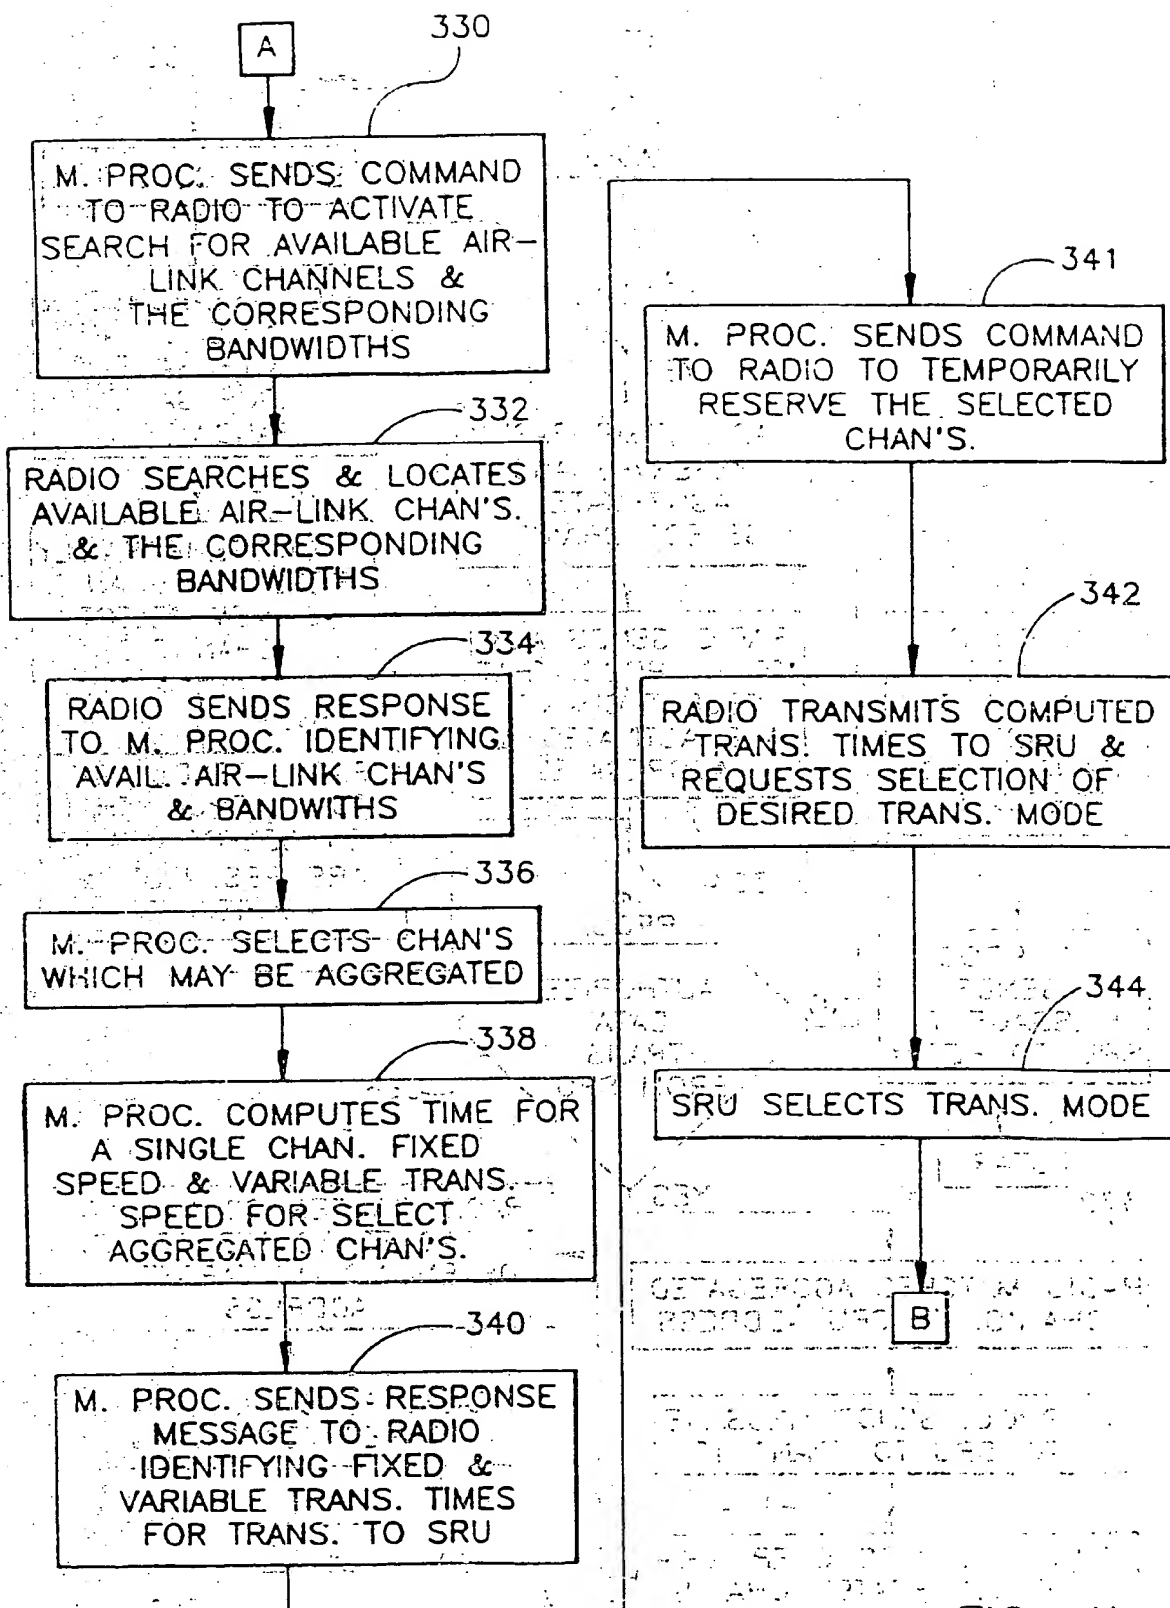 A
330
M. PROC. SENDS COMMAND
TO RADIO TO ACTIVATE
SEARCH FOR AVAILABLE AIR-
LINK CHANNELS &
THE CORRESPONDING
BANDWIDTHS
332
RADIO SEARCHES & LOCATES
AVAILABLE AIR-LINK CHAN'S.
& THE CORRESPONDING
BANDWIDTHS
334
RADIO SENDS RESPONSE
TO M. PROC. IDENTIFYING
AVAIL. AIR-LINK CHAN'S
& BANDWITHS
336
M. PROC. SELECTS CHAN'S
WHICH MAY BE AGGREGATED
338
M. PROC. COMPUTES TIME FOR
A SINGLE CHAN. FIXED
SPEED & VARIABLE TRANS.
SPEED FOR SELECT
AGGREGATED CHAN'S.
340
M. PROC. SENDS RESPONSE
MESSAGE TO RADIO
IDENTIFYING FIXED &
VARIABLE TRANS. TIMES
FOR TRANS. TO SRU
341
M. PROC. SENDS COMMAND
TO RADIO TO TEMPORARILY
RESERVE THE SELECTED
CHAN'S.
342
RADIO TRANSMITS COMPUTED
TRANS. TIMES TO SRU &
REQUESTS SELECTION OF
DESIRED TRANS. MODE
344
SRU SELECTS TRANS. MODE
B